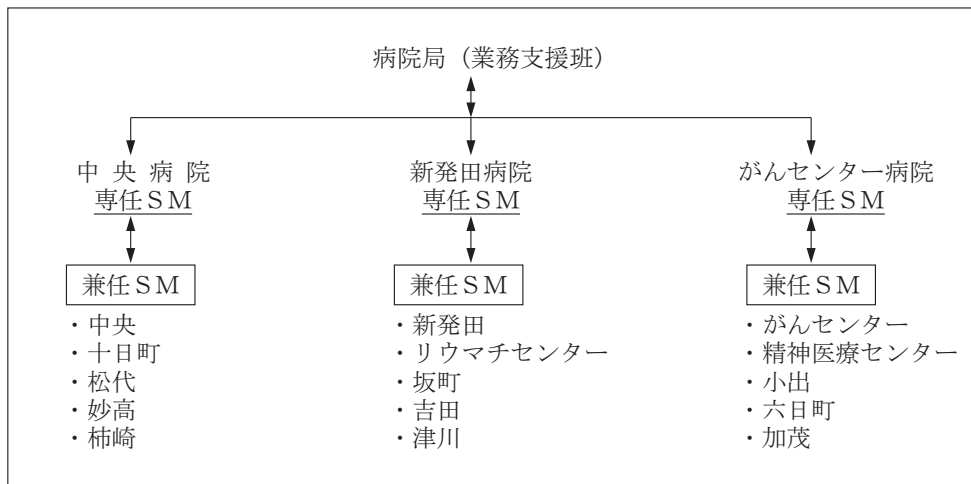 病院局（業務支援班）
中央病院
専任ＳＭ
兼任ＳＭ
・中央
・十日町
・松代
・妙高
・柿崎
新発田病院
専任ＳＭ
兼任ＳＭ
・新発田
・リウマチセンター
・坂町
・吉田
・津川
がんセンター病院
専任ＳＭ
兼任ＳＭ
・がんセンター
・精神医療センター
・小出
・六日町
・加茂